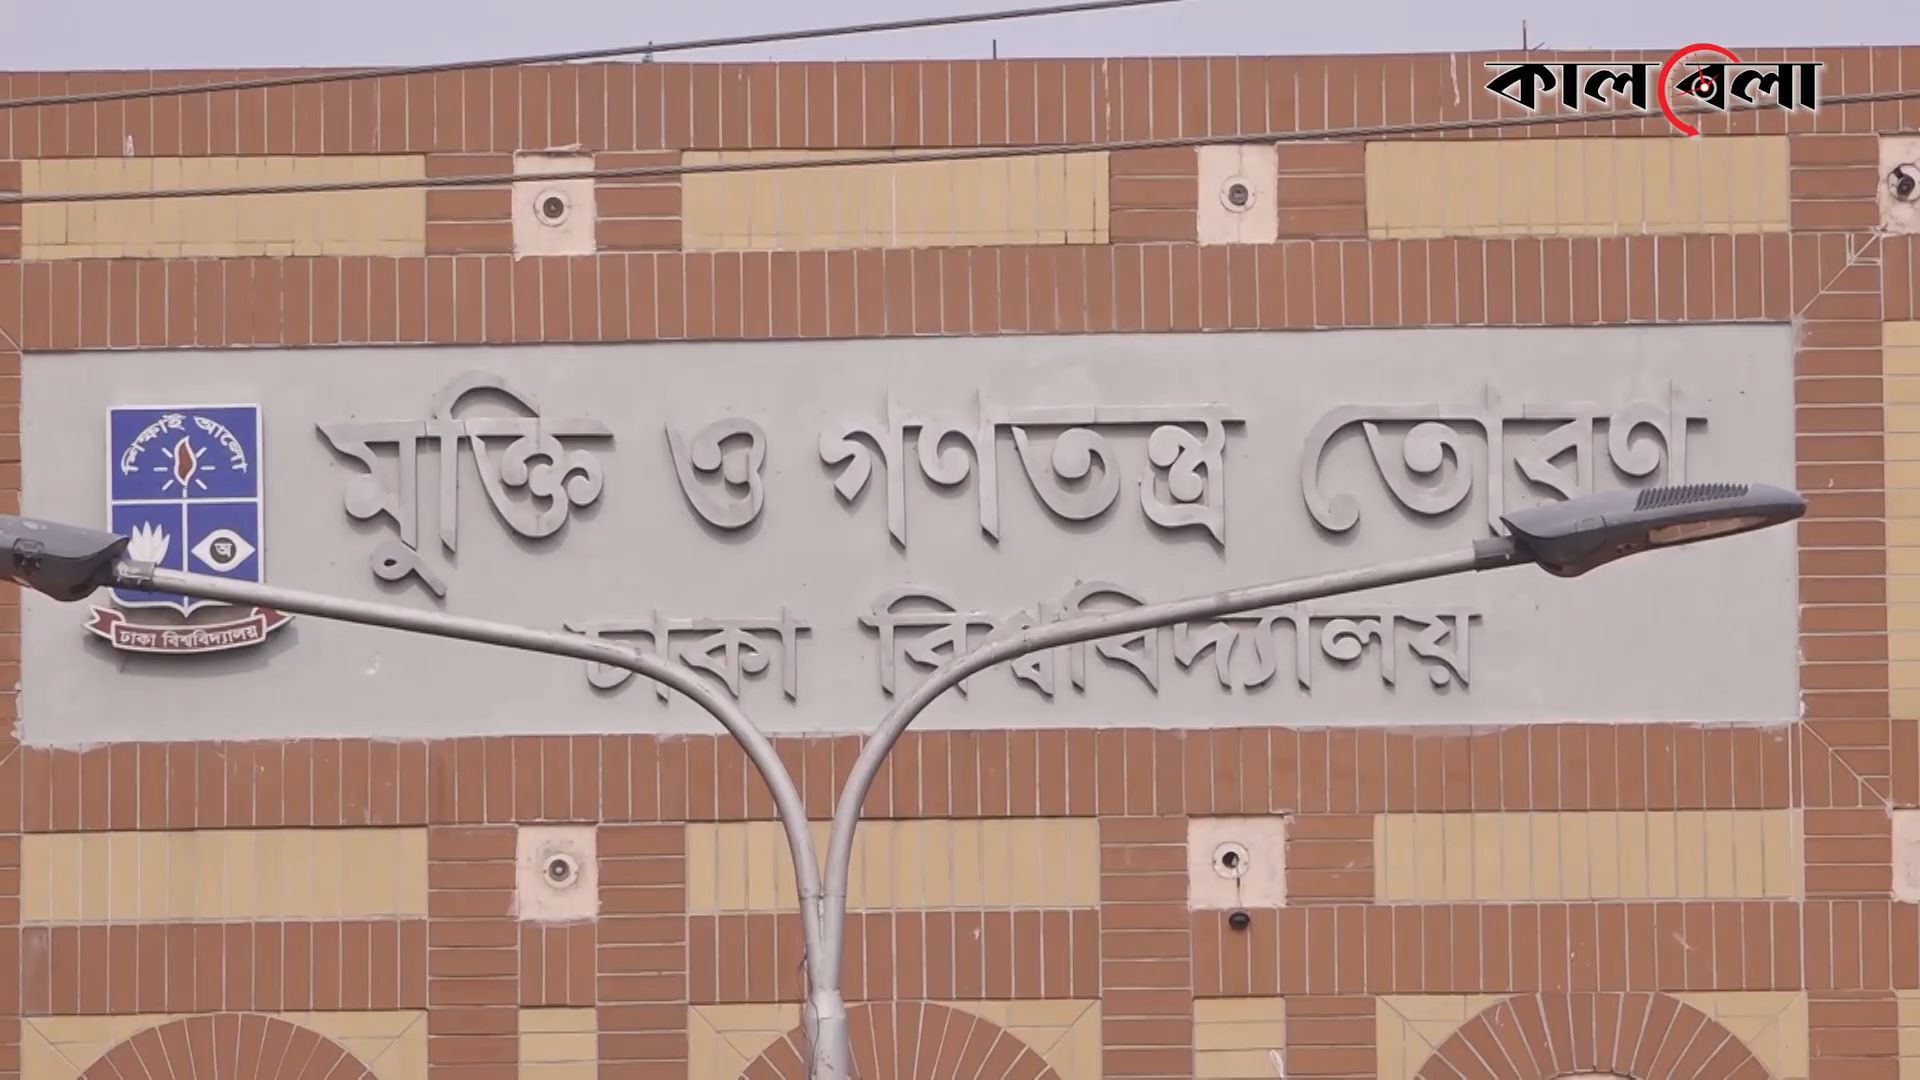 কালবেলা
মুক্তি ও গণতন্ত্র তোরণ
ঢাকা বিশ্ববিদ্যালয়
শিক্ষাই আলো
অ
ঢাকা বিশ্ববিদ্যালয়